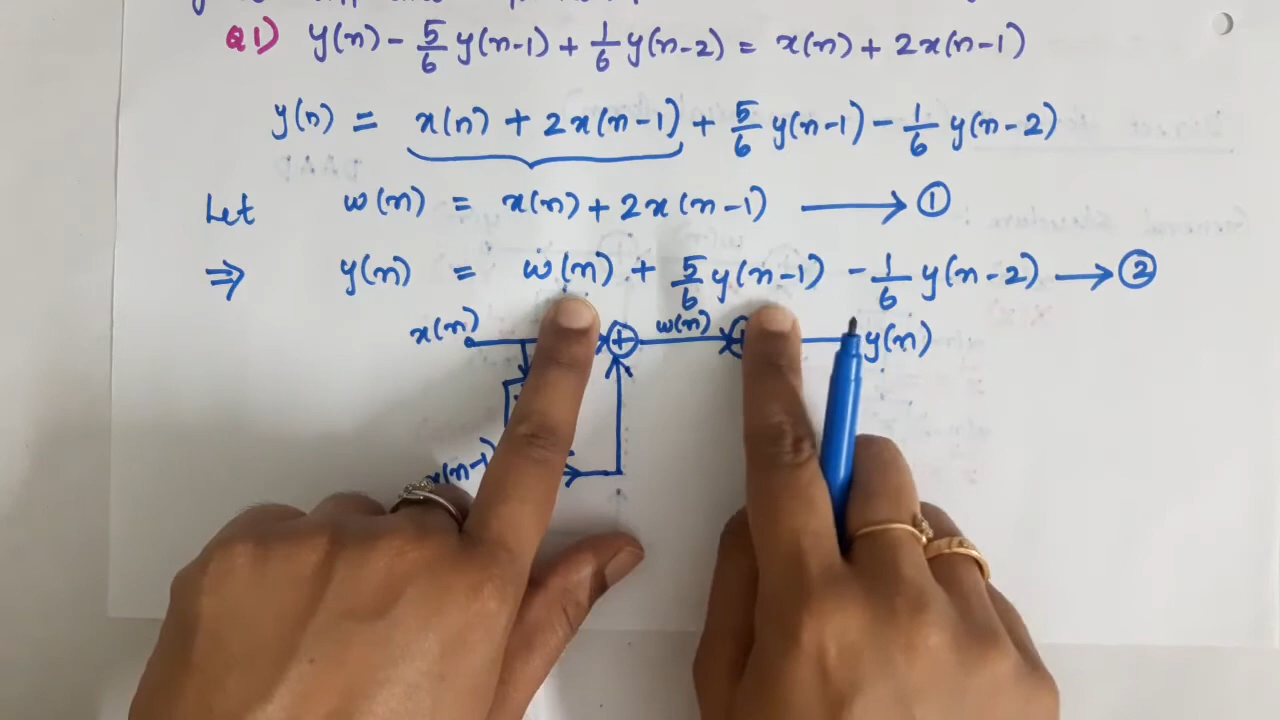 Q1) y(n) - 5/6 y(n-1) + 1/6 y(n-2) = x(n) + 2x(n-1)
y(n) = x(n) + 2x(n-1) + 5/6 y(n-1) - 1/6 y(n-2)
Let w(n) = x(n) + 2x(n-1) ⟶ ①
⇒ y(n) = w(n) + 5/6 y(n-1) - 1/6 y(n-2) ⟶ ②
x(n) + w(n) + y(n)
x(n-1)